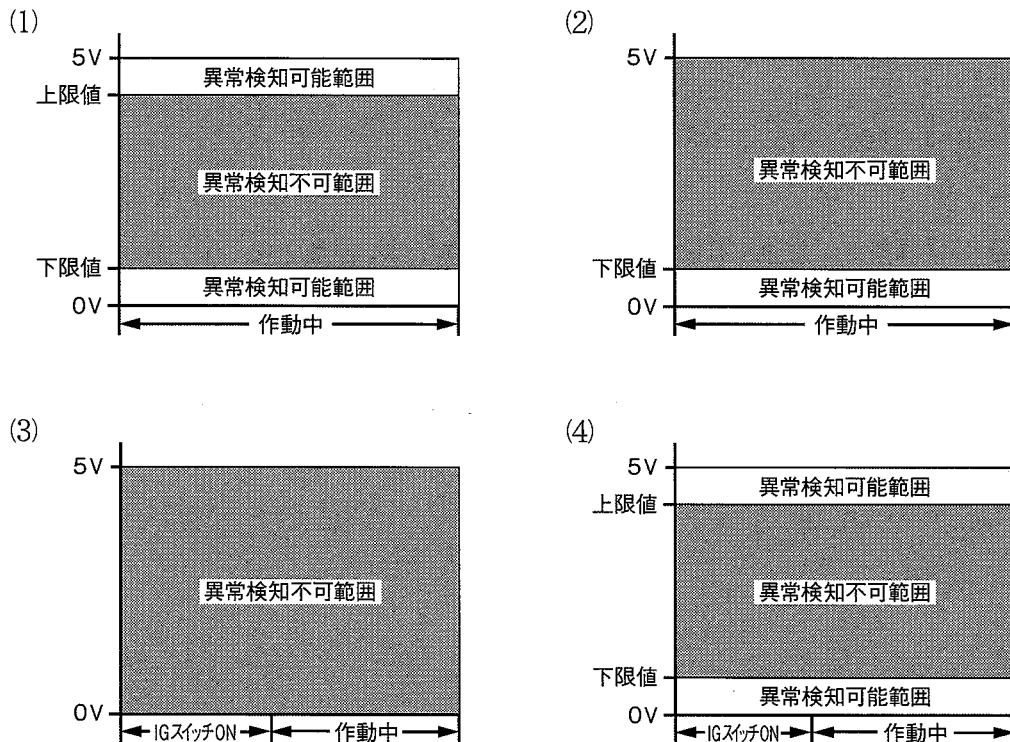 (1)
5V
異常検知可能範囲
上限値
異常検知不可範囲
下限値
異常検知可能範囲
0V
作動中
(2)
5V
異常検知不可範囲
下限値
異常検知可能範囲
0V
作動中
(3)
5V
異常検知不可範囲
0V
IGスイッチON
作動中
(4)
5V
異常検知可能範囲
上限値
異常検知不可範囲
下限値
異常検知可能範囲
0V
IGスイッチON
作動中